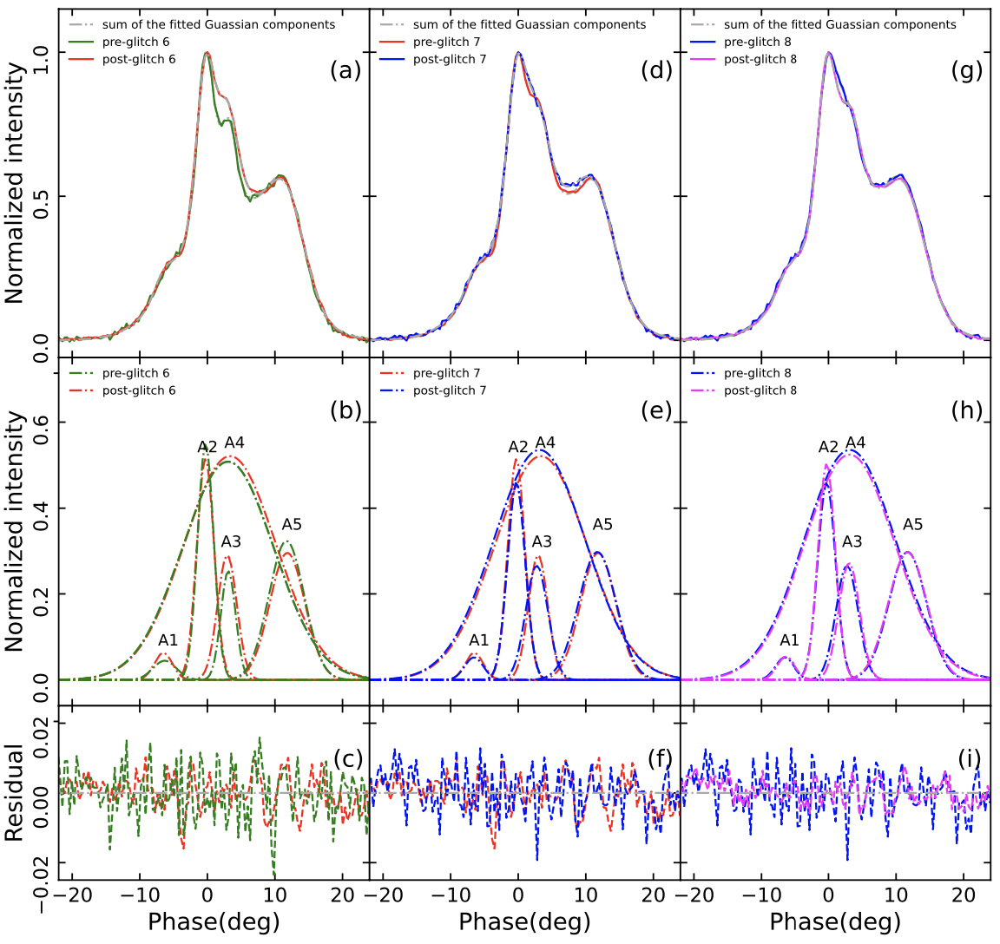 sum of the fitted Guassian components
pre-glitch 6
post-glitch 6
(a)
sum of the fitted Guassian components
pre-glitch 7
post-glitch 7
(d)
sum of the fitted Guassian components
pre-glitch 8
post-glitch 8
(g)
Normalized intensity
1.0
0.5
0.0
pre-glitch 6
post-glitch 6
(b)
A1
A2
A3
A4
A5
pre-glitch 7
post-glitch 7
(e)
A1
A2
A3
A4
A5
pre-glitch 8
post-glitch 8
(h)
A1
A2
A3
A4
A5
Normalized intensity
0.6
0.4
0.2
0.0
(c)
(f)
(i)
Residual
0.02
0.00
−0.02
−20 −10 0 10 20
−20 −10 0 10 20
−20 −10 0 10 20
Phase(deg)
Phase(deg)
Phase(deg)